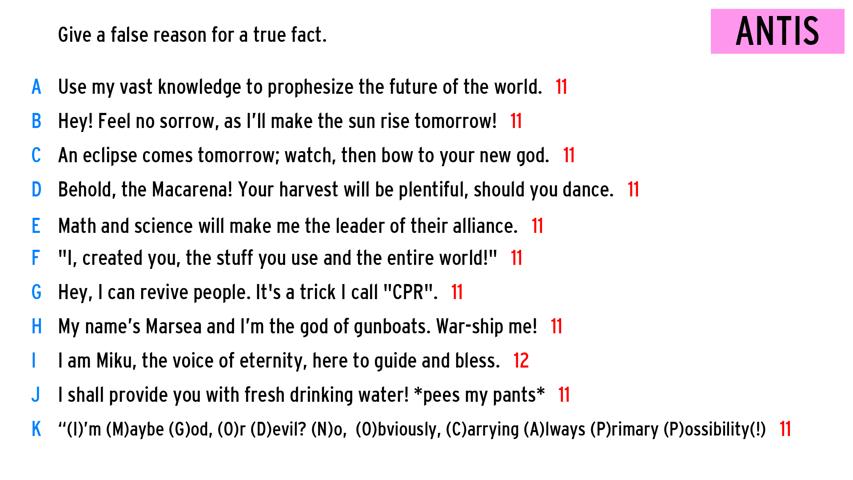 Give a false reason for a true fact.
ANTIS
A Use my vast knowledge to prophesize the future of the world. 11
B Hey! Feel no sorrow, as I'll make the sun rise tomorrow! 11
C An eclipse comes tomorrow; watch, then bow to your new god. 11
D Behold, the Macarena! Your harvest will be plentiful, should you dance. 11
E Math and science will make me the leader of their alliance. 11
F "I, created you, the stuff you use and the entire world!" 11
G Hey, I can revive people. It's a trick I call "CPR". 11
H My name's Marsea and I'm the god of gunboats. War-ship me! 11
I I am Miku, the voice of eternity, here to guide and bless. 12
J I shall provide you with fresh drinking water! *pees my pants* 11
K “(I)'m (M)aybe (G)od, (O)r (D)evil? (N)o, (O)bviously, (C)arrying (A)lways (P)rimary (P)ossibility(!) 11